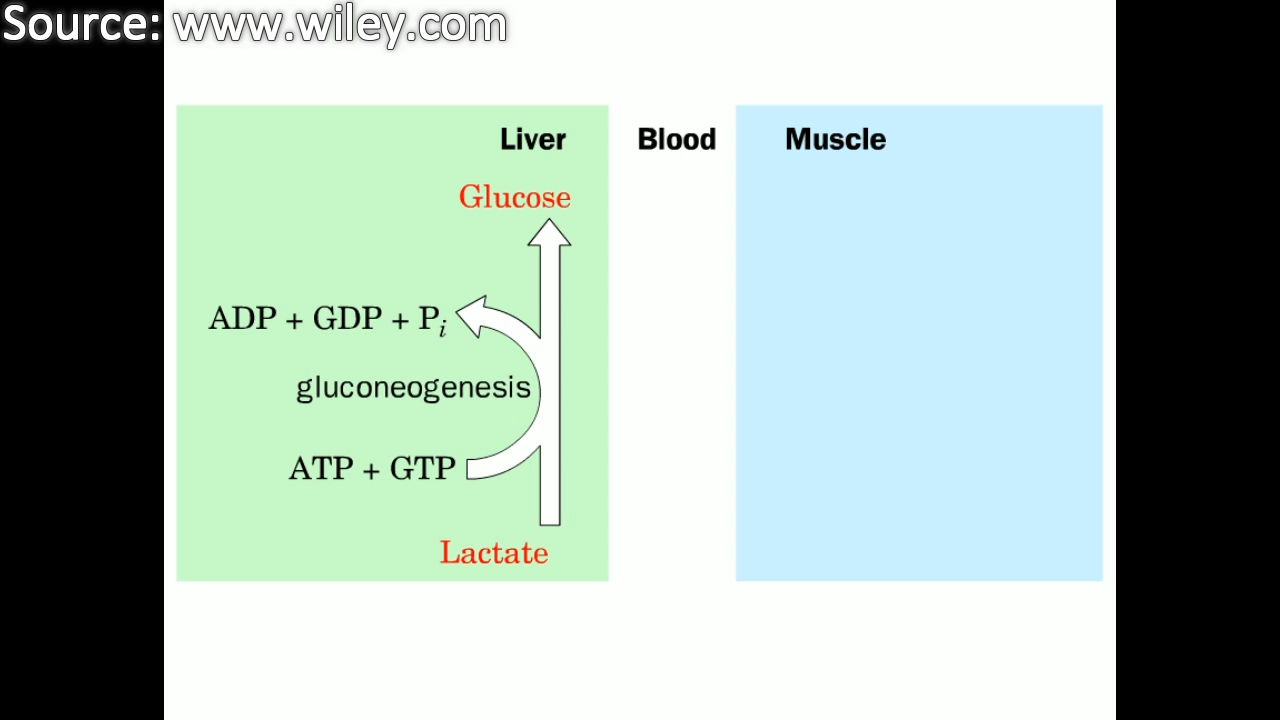 Source: www.wiley.com
Liver
Blood
Muscle
Glucose
ADP + GDP + Pi
gluconeogenesis
ATP + GTP
Lactate